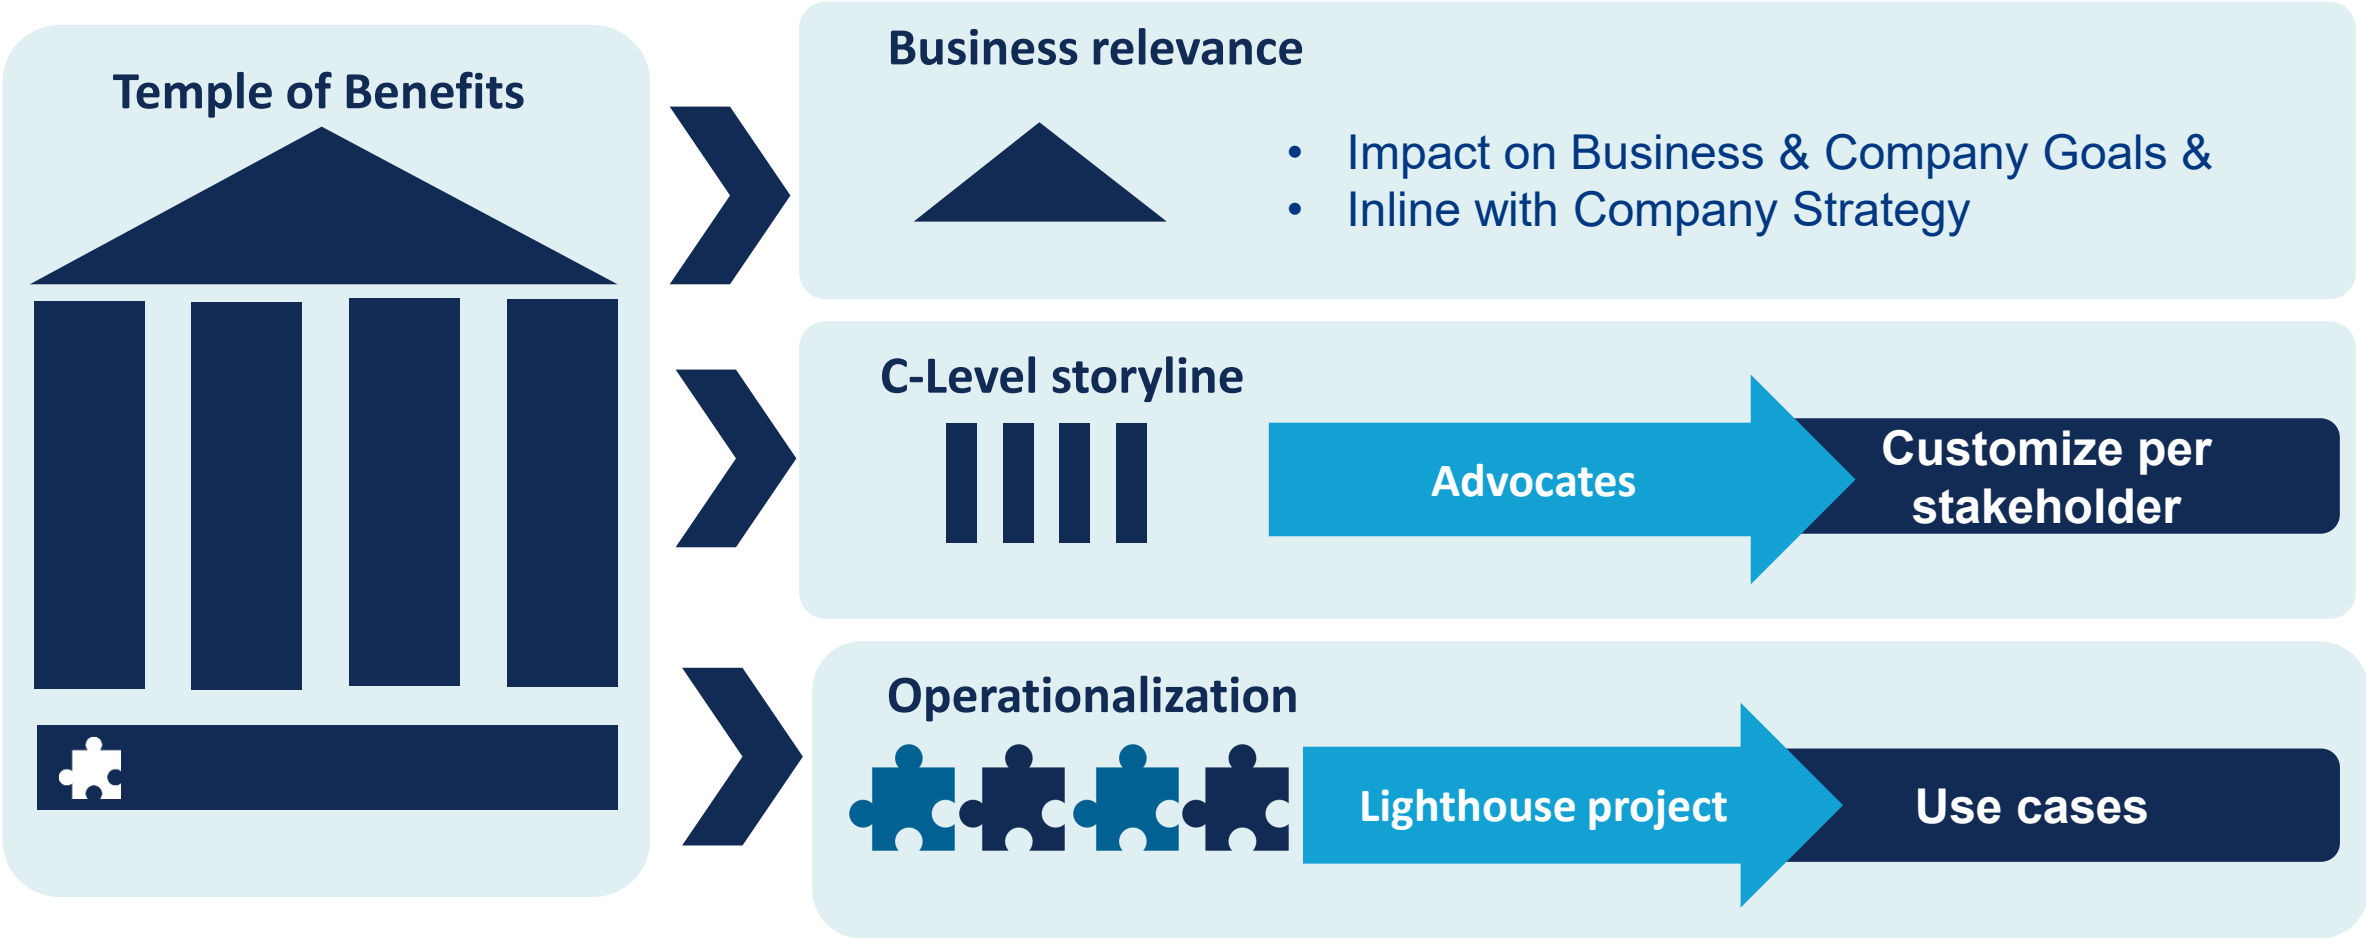 Temple of Benefits
Business relevance
• Impact on Business & Company Goals &
• Inline with Company Strategy
C-Level storyline
Advocates
Customize per
stakeholder
Operationalization
Lighthouse project
Use cases